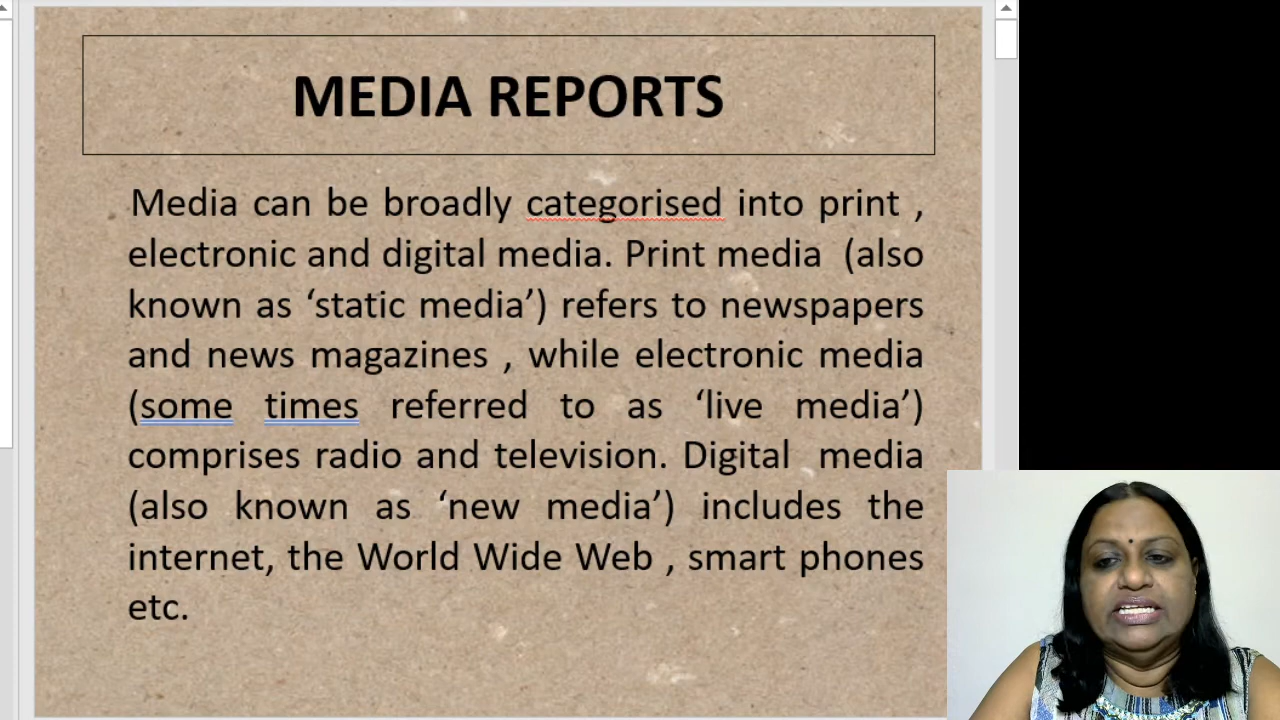 MEDIA REPORTS
Media can be broadly categorised into print ,
electronic and digital media. Print media (also
known as ‘static media’) refers to newspapers
and news magazines , while electronic media
(some times referred to as ‘live media’)
comprises radio and television. Digital media
(also known as ‘new media’) includes the
internet, the World Wide Web , smart phones
etc.